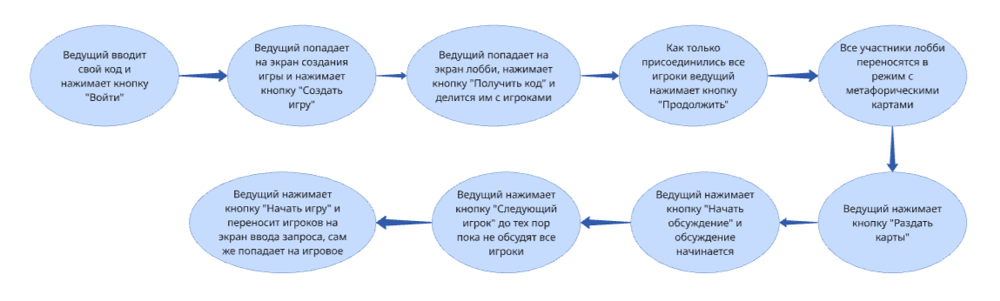 Ведущий вводит
свой код и
нажимает кнопку
"Войти"
Ведущий попадает
на экран создания
игры и нажимает
кнопку "Создать
игру"
Ведущий попадает на
экран лобби, нажимает
кнопку "Получить код" и
делится им с игроками
Как только
присоединились все
игроки ведущий
нажимает кнопку
"Продолжить"
Все участники лобби
переносятся в
режим с
метафорическими
картами
Ведущий нажимает
кнопку "Раздать
карты"
Ведущий нажимает
кнопку "Начать
обсуждение" и
обсуждение
начинается
Ведущий нажимает
кнопку "Следующий
игрок" до тех пор
пока не обсудят все
игроки
Ведущий нажимает
кнопку "Начать игру" и
переносит игроков на
экран ввода запроса, сам
же попадает на игровое